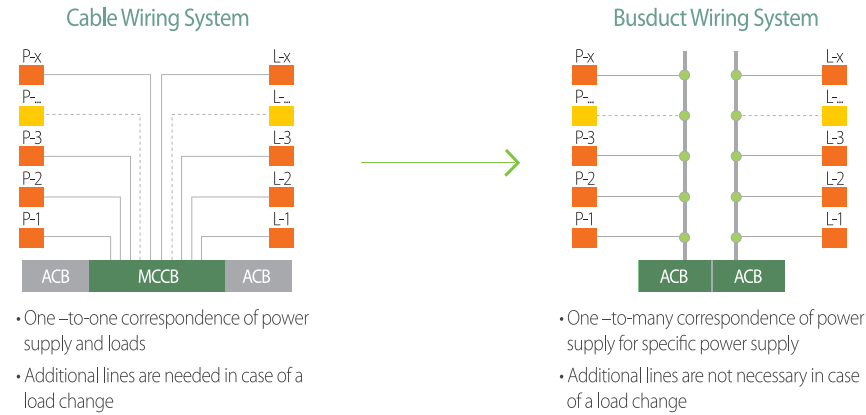 Cable Wiring System
P-x
P-...
P-3
P-2
P-1
L-x
L-...
L-3
L-2
L-1
ACB
MCCB
ACB
• One –to-one correspondence of power
supply and loads
• Additional lines are needed in case of a
load change
Busduct Wiring System
P-x
P-...
P-3
P-2
P-1
L-x
L-...
L-3
L-2
L-1
ACB
ACB
• One –to-many correspondence of power
supply for specific power supply
• Additional lines are not necessary in case
of a load change